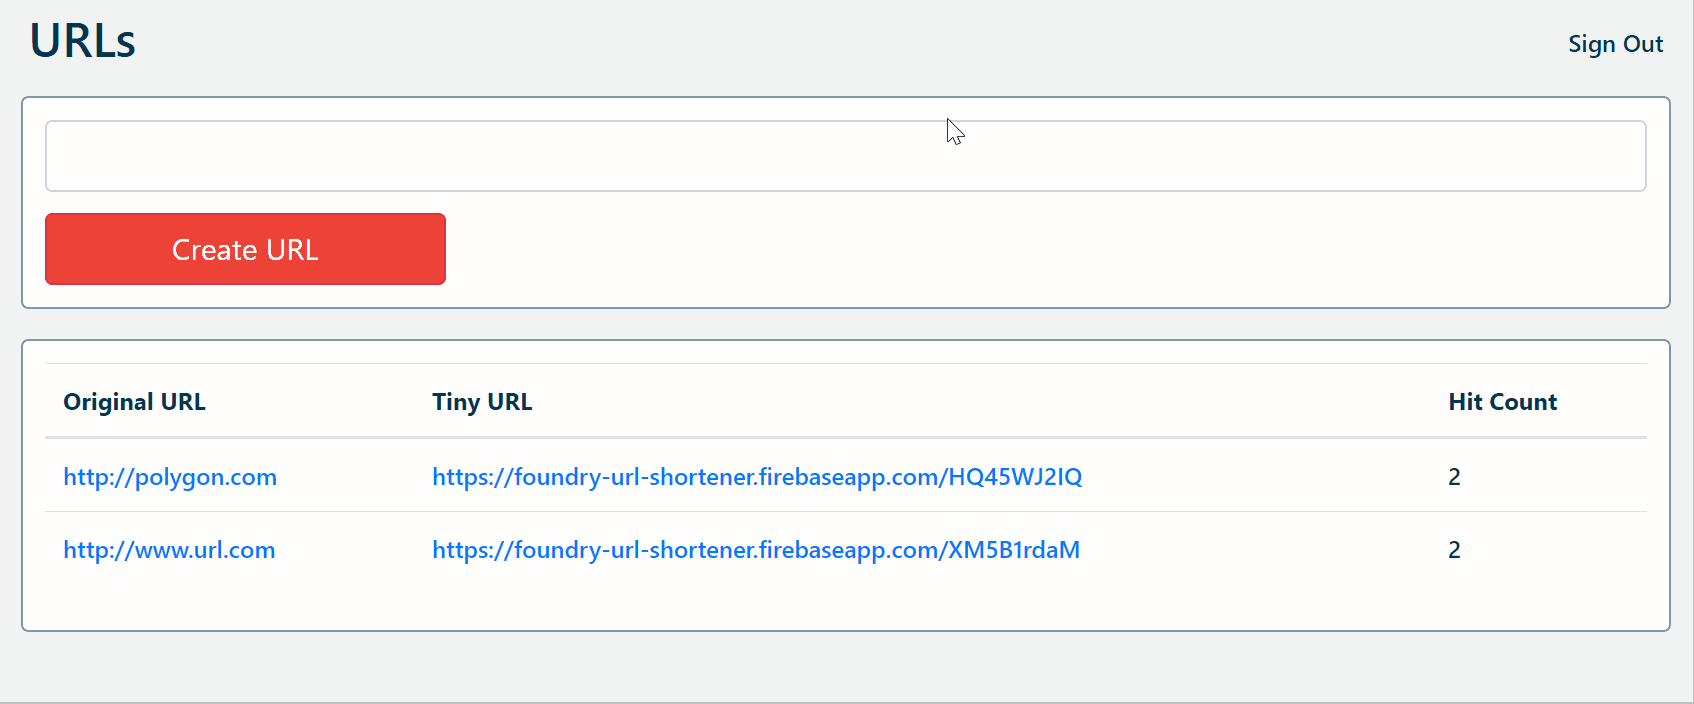 URLs
Sign Out
Create URL
Original URL Tiny URL Hit Count
http://polygon.com https://foundry-url-shortener.firebaseapp.com/HQ45WJ2IQ 2
http://www.url.com https://foundry-url-shortener.firebaseapp.com/XM5B1rdaM 2